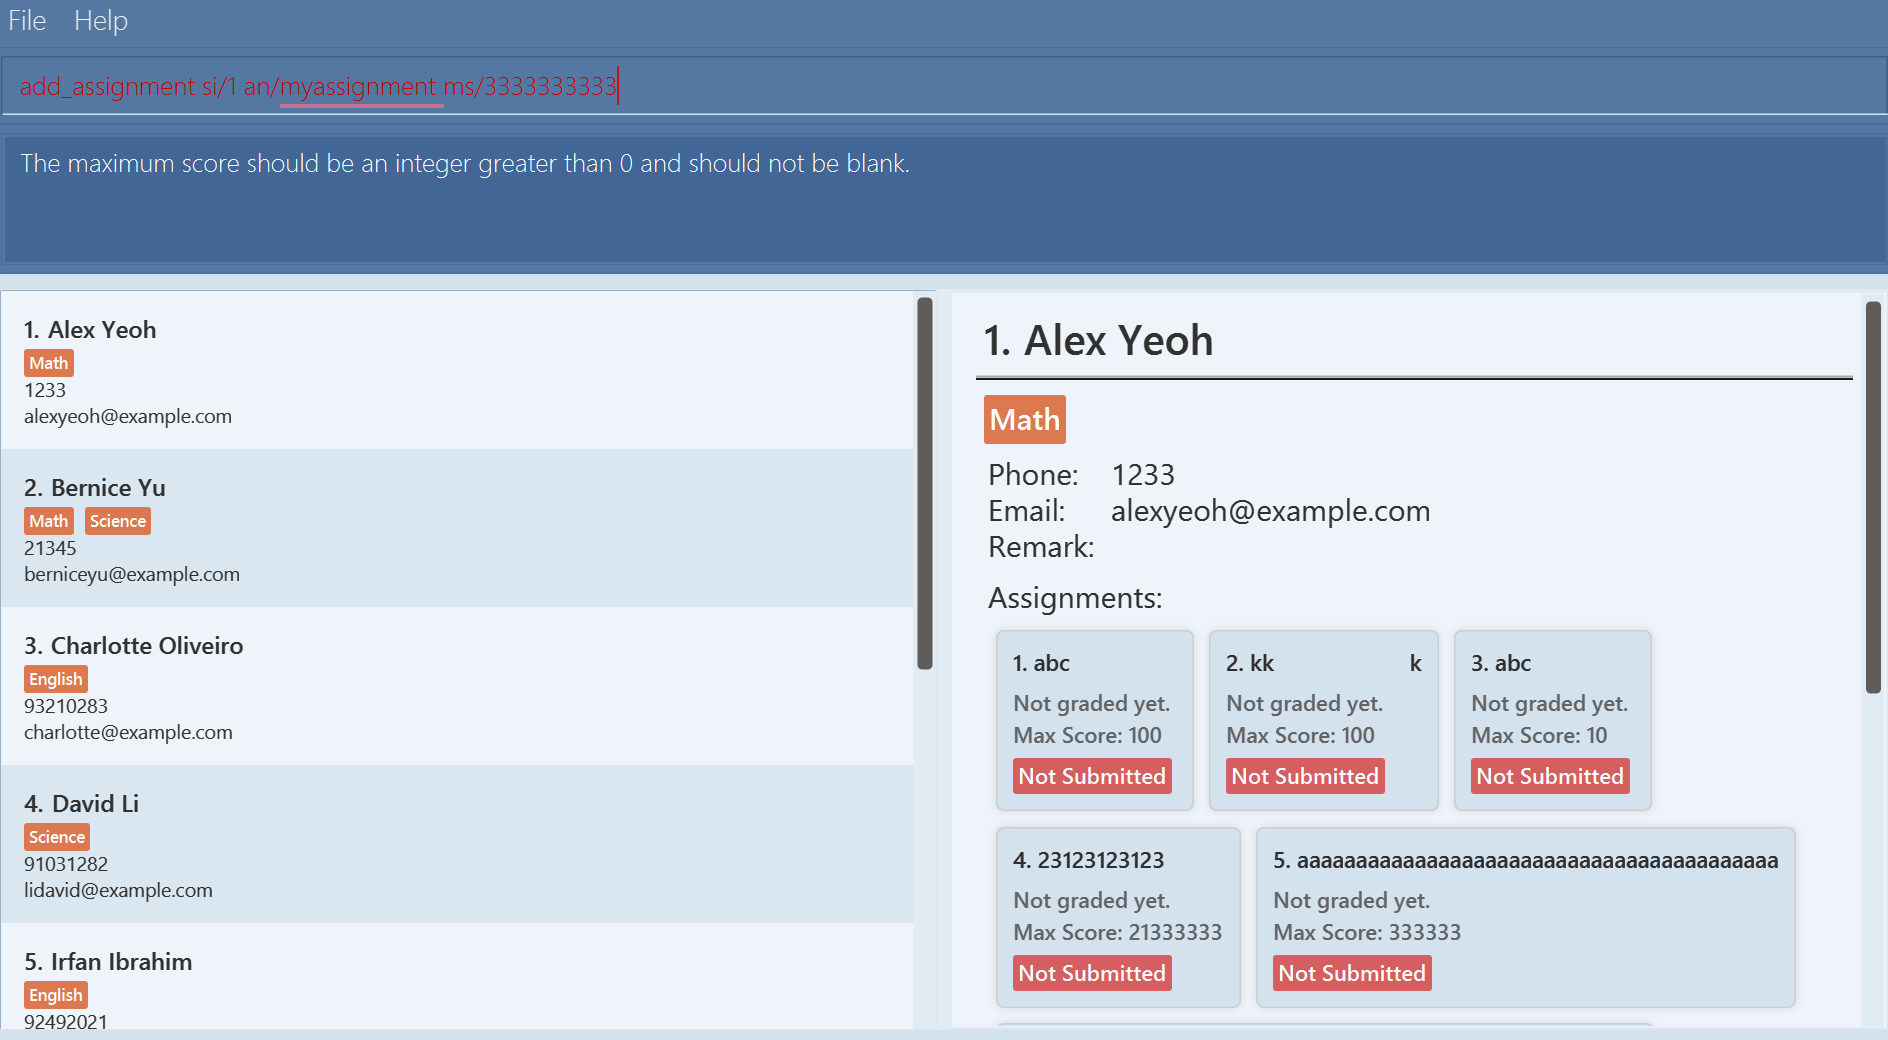 File Help
add_assignment si/1 an/myassignment ms/3333333333
The maximum score should be an integer greater than 0 and should not be blank.
1. Alex Yeoh
Math
1233
alexyeoh@example.com
2. Bernice Yu
Math Science
21345
berniceyu@example.com
3. Charlotte Oliveiro
English
93210283
charlotte@example.com
4. David Li
Science
91031282
lidavid@example.com
5. Irfan Ibrahim
English
92492021
1. Alex Yeoh
Math
Phone: 1233
Email: alexyeoh@example.com
Remark:
Assignments:
1. abc
Not graded yet.
Max Score: 100
Not Submitted
2. kk k
Not graded yet.
Max Score: 100
Not Submitted
3. abc
Not graded yet.
Max Score: 10
Not Submitted
4. 23123123123
Not graded yet.
Max Score: 21333333
Not Submitted
5. aaaaaaaaaaaaaaaaaaaaaaaaaaaaaaaaaaaaaaaaa
Not graded yet.
Max Score: 333333
Not Submitted